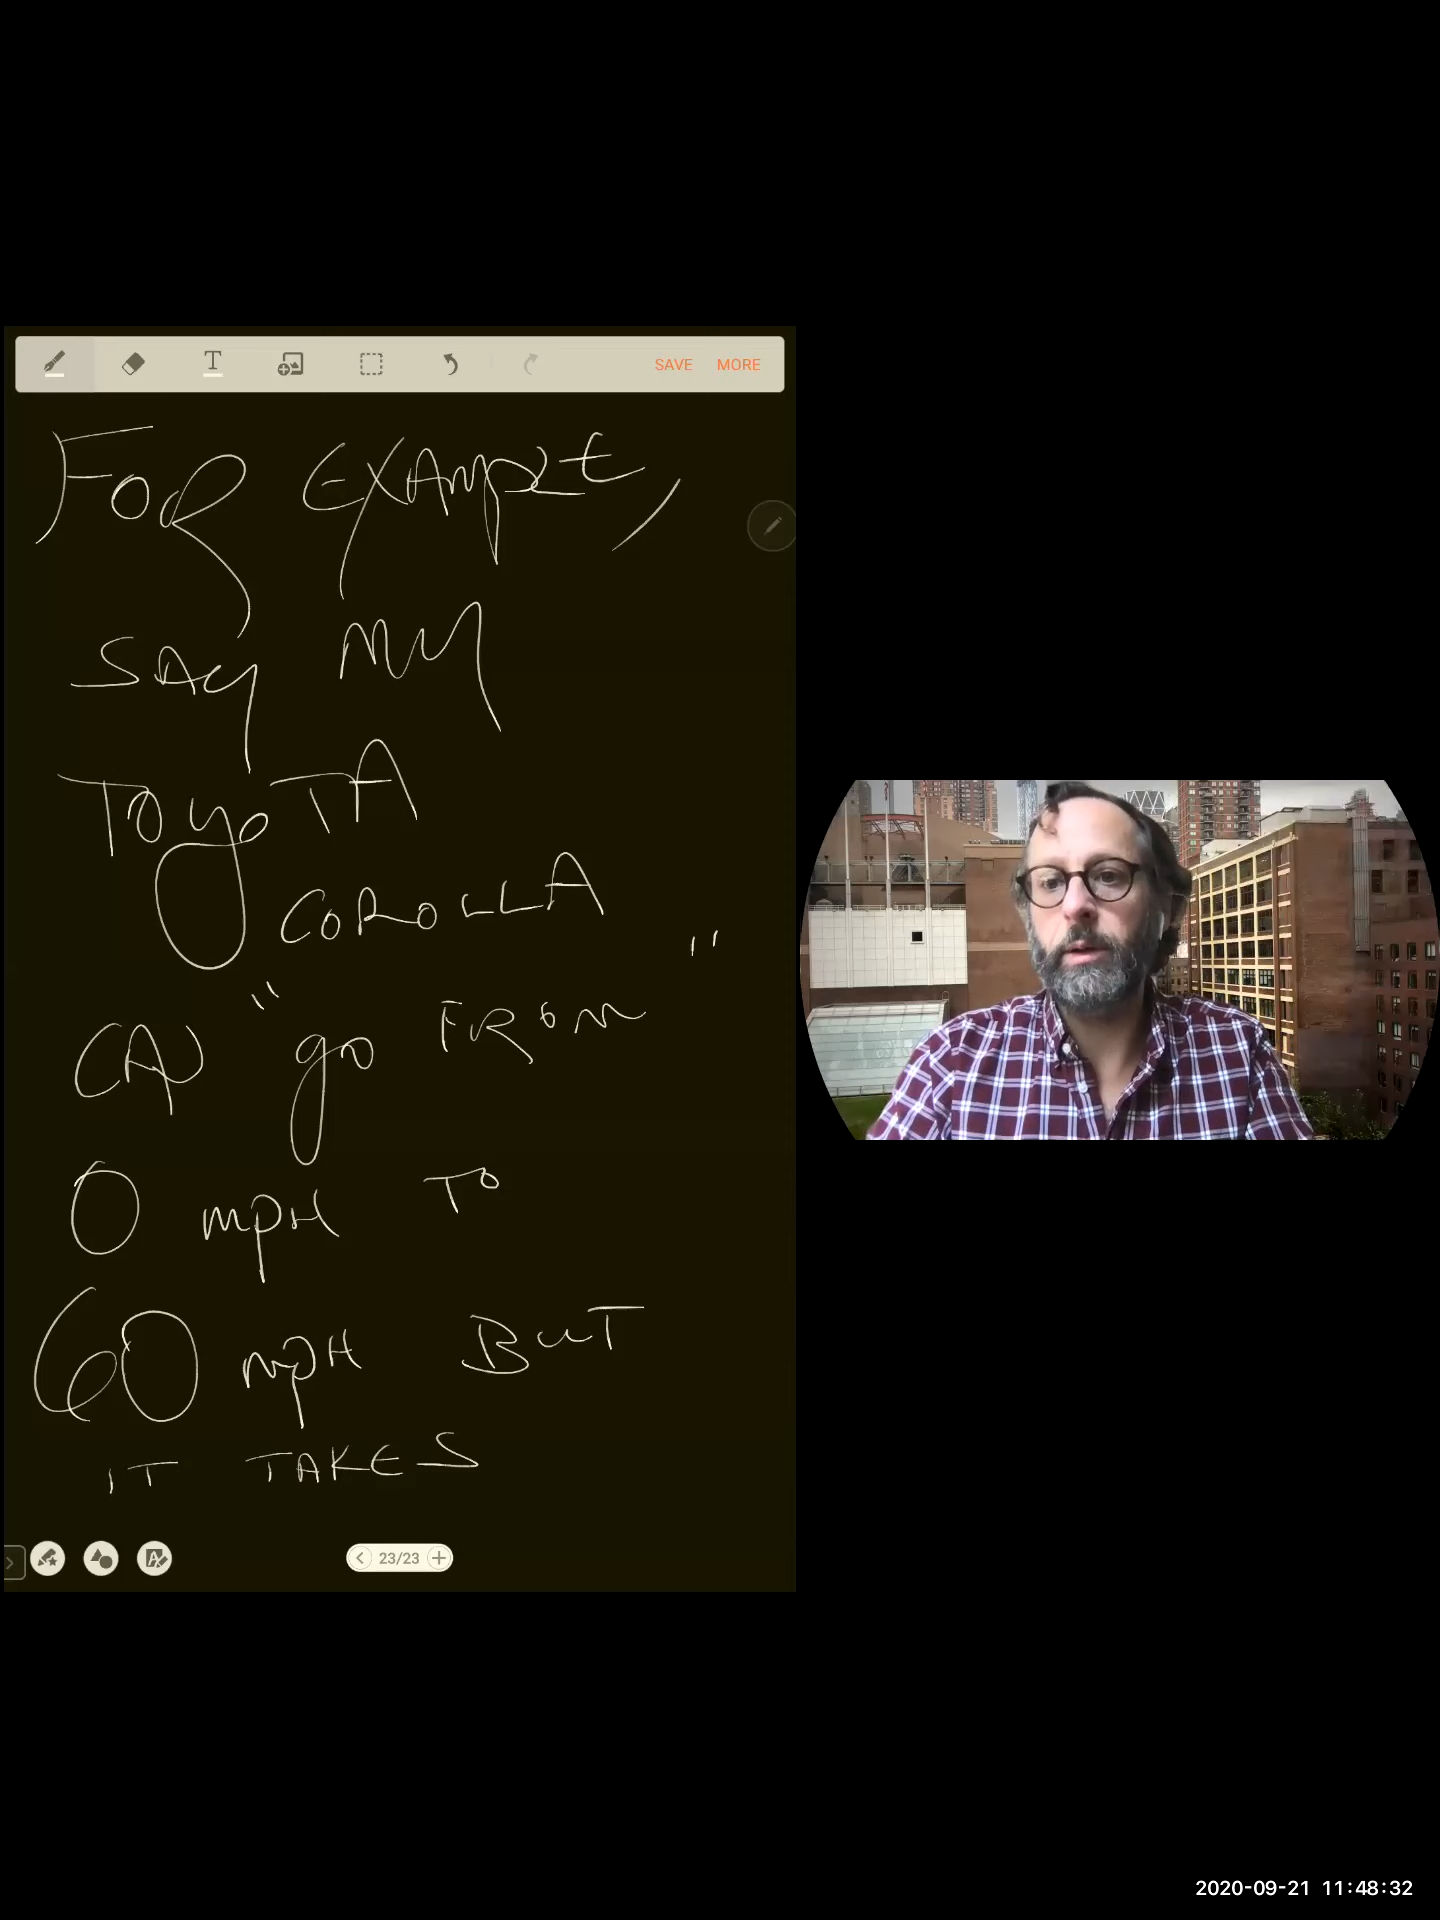 SAVE MORE
FOR EXAMPLE,
SAY MY
TOYOTA
COROLLA
CAN "GO FROM"
0 MPH TO
60 MPH BUT
IT TAKES
23/23
2020-09-21 11:48:32